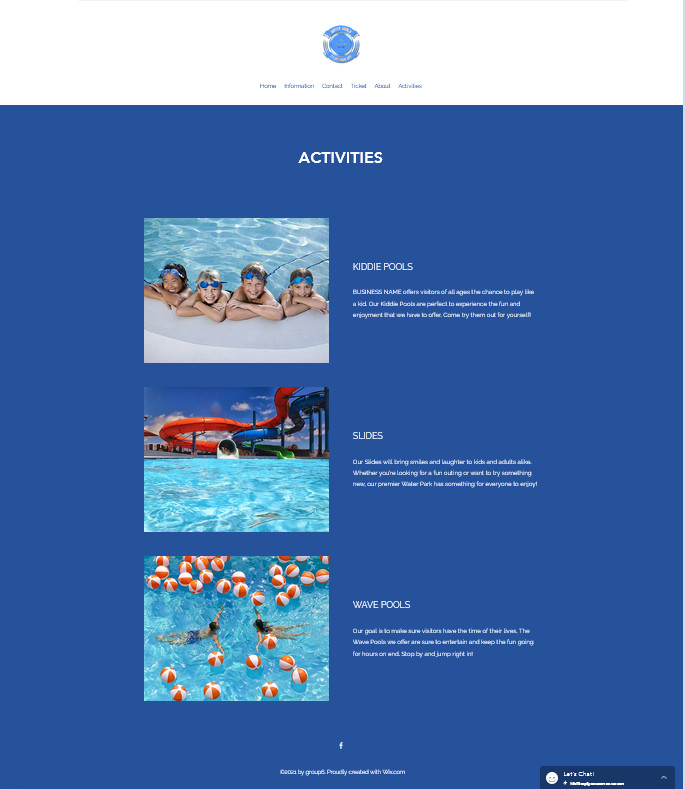 Home Information Contact Ticket About Activities
ACTIVITIES
KIDDIE POOLS
BUSINESS NAME offers visitors of all ages the chance to play like
a kid. Our Kiddie Pools are perfect to experience the fun and
enjoyment that we have to offer. Come try them out for yourself!
SLIDES
Our Slides will bring smiles and laughter to kids and adults alike.
Whether you're looking for a fun outing or want to try something
new, our premier Water Park has something for everyone to enjoy!
WAVE POOLS
Our goal is to make sure visitors have the time of their lives. The
Wave Pools we offer are sure to entertain and keep the fun going
for hours on end. Stop by and jump right in!
©2021 by group6. Proudly created with Wix.com
Let's Chat!